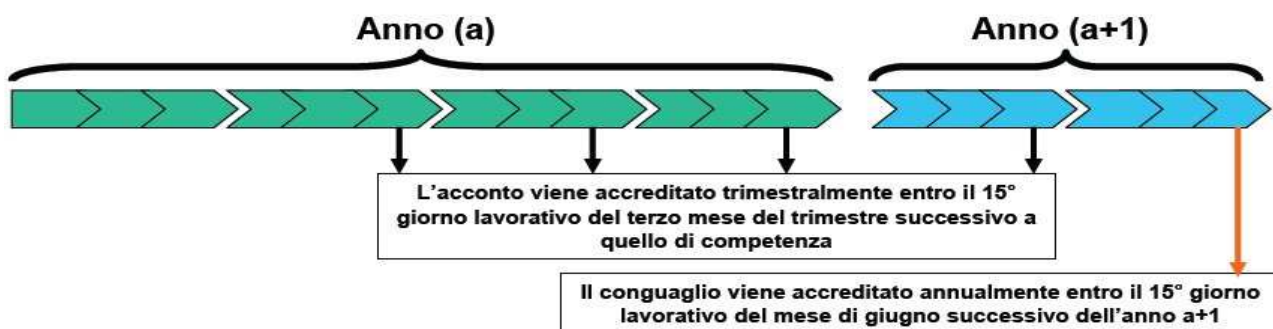 Anno (a)
Anno (a+1)
L'acconto viene accreditato trimestralmente entro il 15°
giorno lavorativo del terzo mese del trimestre successivo a
quello di competenza
Il conguaglio viene accreditato annualmente entro il 15° giorno
lavorativo del mese di giugno successivo dell'anno a+1